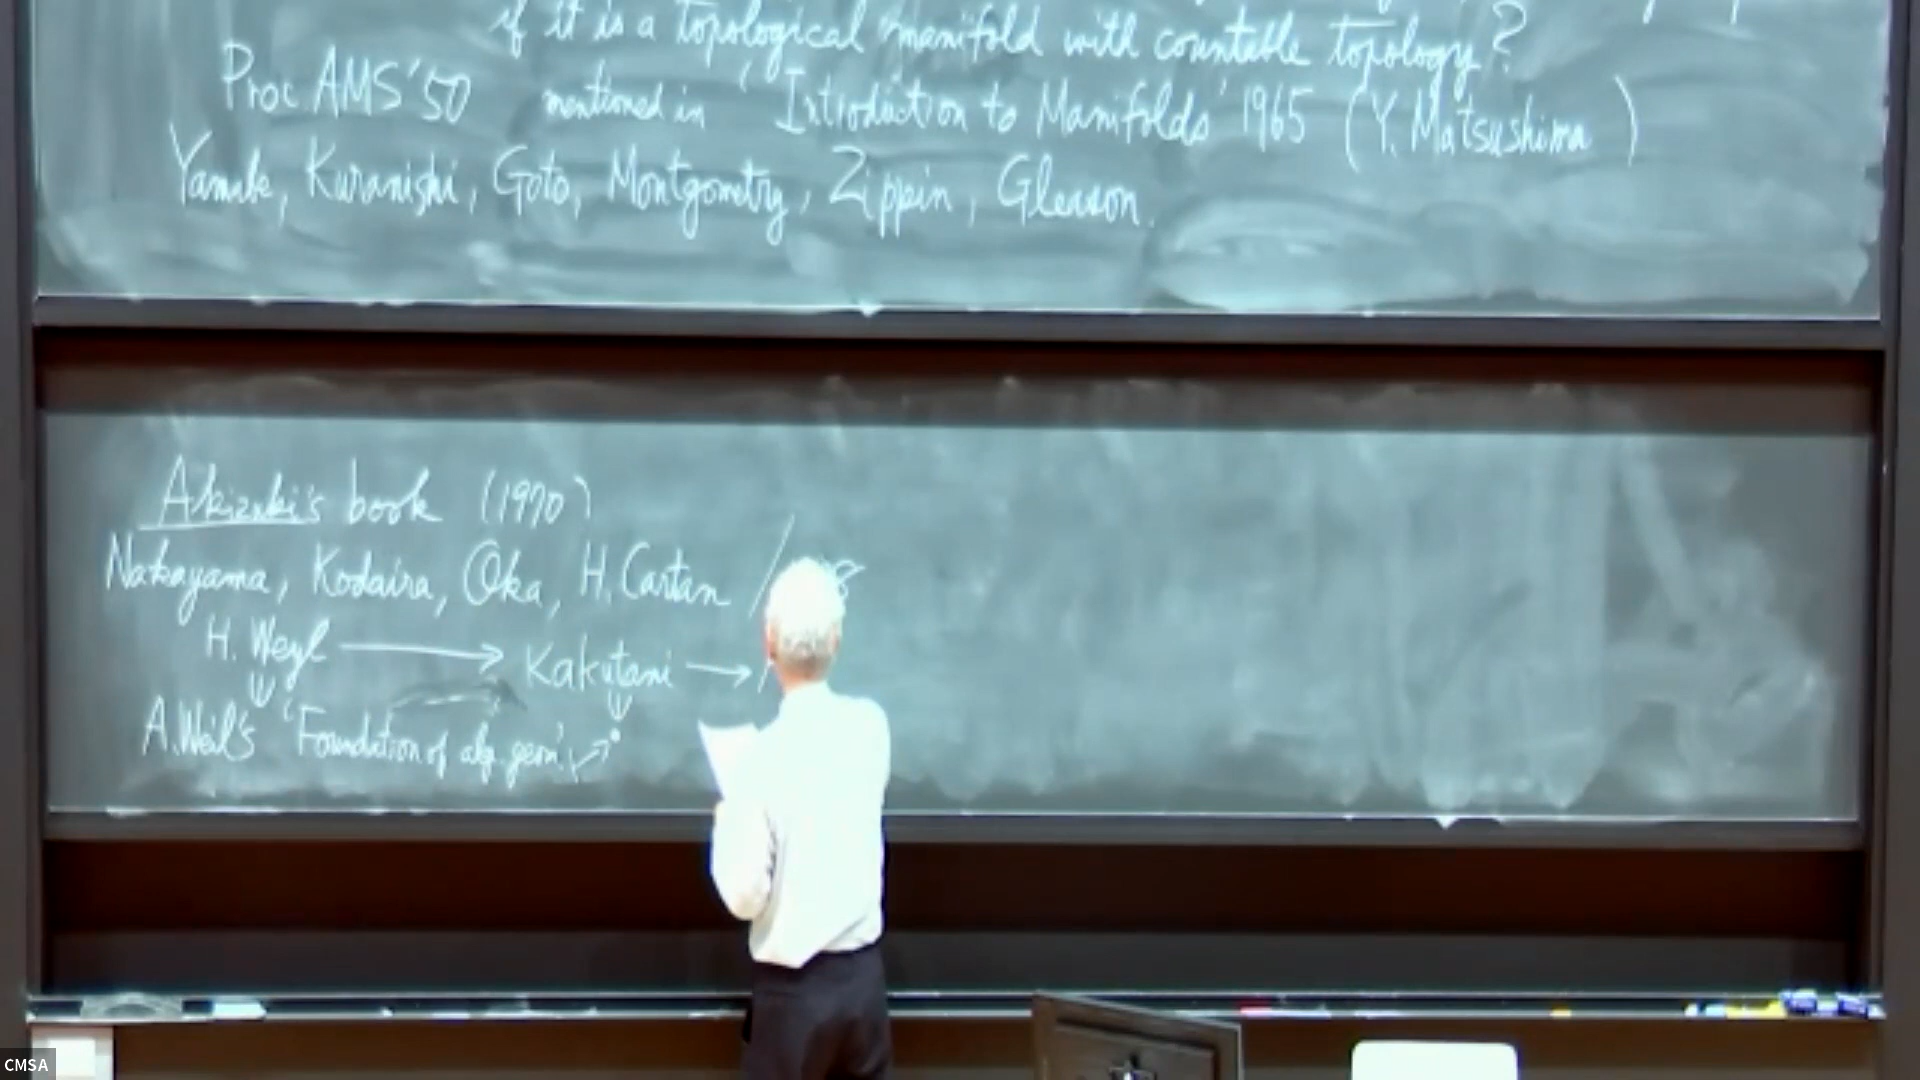 if it is a topological manifold with countable topology?
Proc AMS '50 mentioned in 'Introduction to Manifolds' 1965 (Y. Matsushima)
Yamabe, Kuranishi, Goto, Montgometry, Zippin, Gleason.
Akizuki's book (1970)
Nakayama, Kodaira, Oka, H. Cartan /
H. Weyl → Kakutani →
A. Weil's 'Foundation of alg. geom.'
CMSA